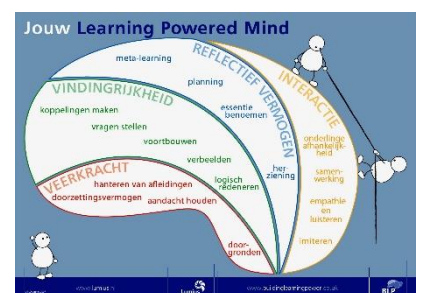 Jouw Learning Powered Mind
REFLECTIEF VERMOGEN
meta-learning
planning
essentie
benoemen
her-
ziening
INTERACTIE
onderlinge
afhankelijk-
heid
samen-
werking
empathie
en
luisteren
imiteren
VINDINGRIJKHEID
koppelingen maken
vragen stellen
voortbouwen
verbeelden
logisch
redeneren
VEERKRACHT
hanteren van afleidingen
doorzettingsvermogen
aandacht houden
door-
gronden
www.buildinglearningpower.co.uk
BLP